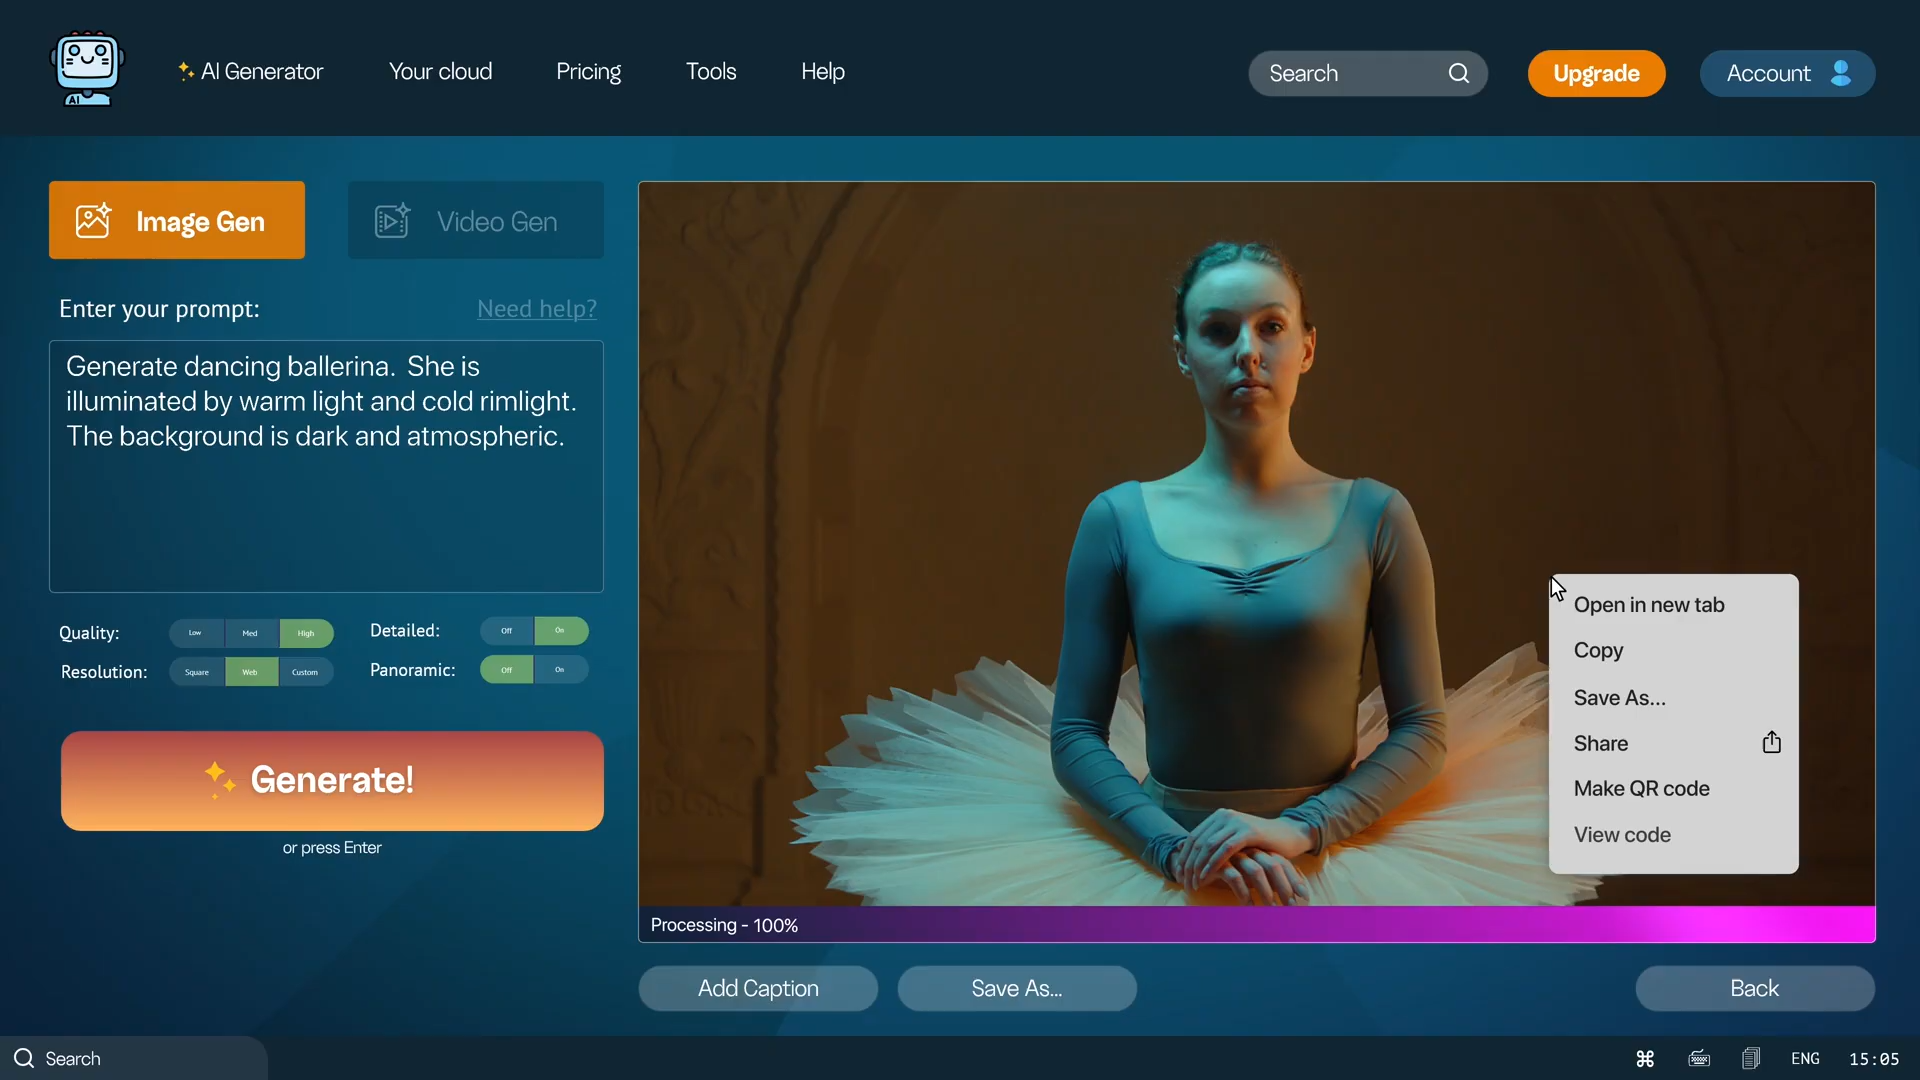 AI
AI Generator
Your cloud
Pricing
Tools
Help
Search
Upgrade
Account
Image Gen
Video Gen
Enter your prompt:
Need help?
Generate dancing ballerina.  She is
illuminated by warm light and cold rimlight.
The background is dark and atmospheric.
Quality:
Low
Med
High
Detailed:
Off
On
Resolution:
Square
Web
Custom
Panoramic:
Off
On
Generate!
or press Enter
Open in new tab
Copy
Save As...
Share
Make QR code
View code
Processing - 100%
Add Caption
Save As...
Back
Search
ENG
15:05